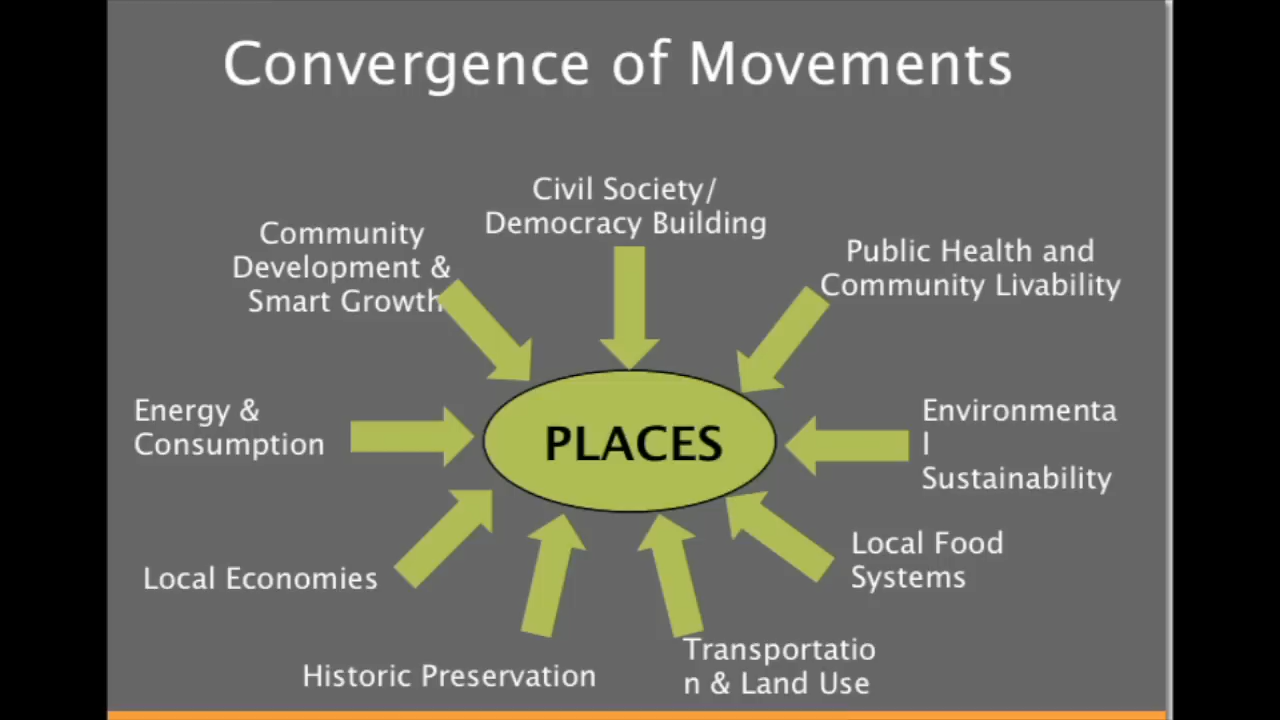 Convergence of Movements
Civil Society/
Democracy Building
Community
Development &
Smart Growth
Public Health and
Community Livability
Energy &
Consumption
PLACES
Environmenta
l
Sustainability
Local Economies
Local Food
Systems
Historic Preservation
Transportatio
n & Land Use